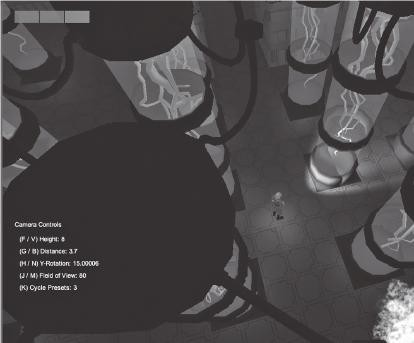 Camera Controls
(F / V) Height: 8
(G / B) Distance: 3.7
(H / N) Y-Rotation: 15.00006
(J / M) Field of View: 80
(K) Cycle Presets: 3